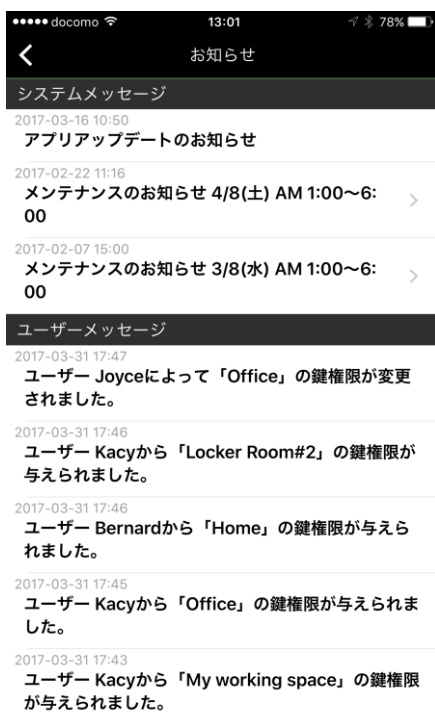 docomo 13:01 78%
お知らせ
システムメッセージ
2017-03-16 10:50
アプリアップデートのお知らせ
2017-02-22 11:16
メンテナンスのお知らせ 4/8(土) AM 1:00〜6:
00
2017-02-07 15:00
メンテナンスのお知らせ 3/8(水) AM 1:00〜6:
00
ユーザーメッセージ
2017-03-31 17:47
ユーザー Joyceによって「Office」の鍵権限が変更
されました。
2017-03-31 17:46
ユーザー Kacyから「Locker Room#2」の鍵権限が
与えられました。
2017-03-31 17:46
ユーザー Bernardから「Home」の鍵権限が与えら
れました。
2017-03-31 17:45
ユーザー Kacyから「Office」の鍵権限が与えられま
した。
2017-03-31 17:43
ユーザー Kacyから「My working space」の鍵権限
が与えられました。